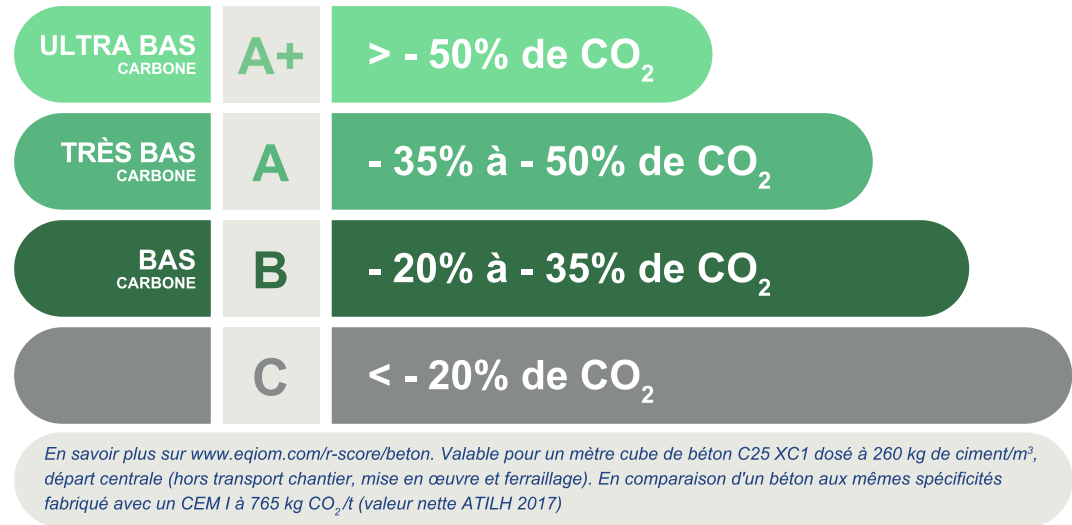 ULTRA BAS
CARBONE
A+
> - 50% de CO₂
TRÈS BAS
CARBONE
A
- 35% à - 50% de CO₂
BAS
CARBONE
B
- 20% à - 35% de CO₂
C
< - 20% de CO₂
En savoir plus sur www.eqiom.com/r-score/beton. Valable pour un mètre cube de béton C25 XC1 dosé à 260 kg de ciment/m³,
départ centrale (hors transport chantier, mise en œuvre et ferraillage). En comparaison d'un béton aux mêmes spécificités
fabriqué avec un CEM I à 765 kg CO₂/t (valeur nette ATILH 2017)